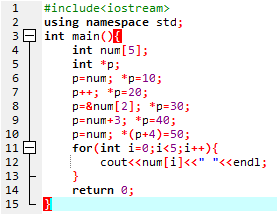 1 #include<iostream>
2 using namespace std;
3 int main(){
4 int num[5];
5 int *p;
6 p=num; *p=10;
7 p++; *p=20;
8 p=&num[2]; *p=30;
9 p=num+3; *p=40;
10 p=num; *(p+4)=50;
11 for(int i=0;i<5;i++){
12 cout<<num[i]<<" "<<endl;
13 }
14 return 0;
15 }